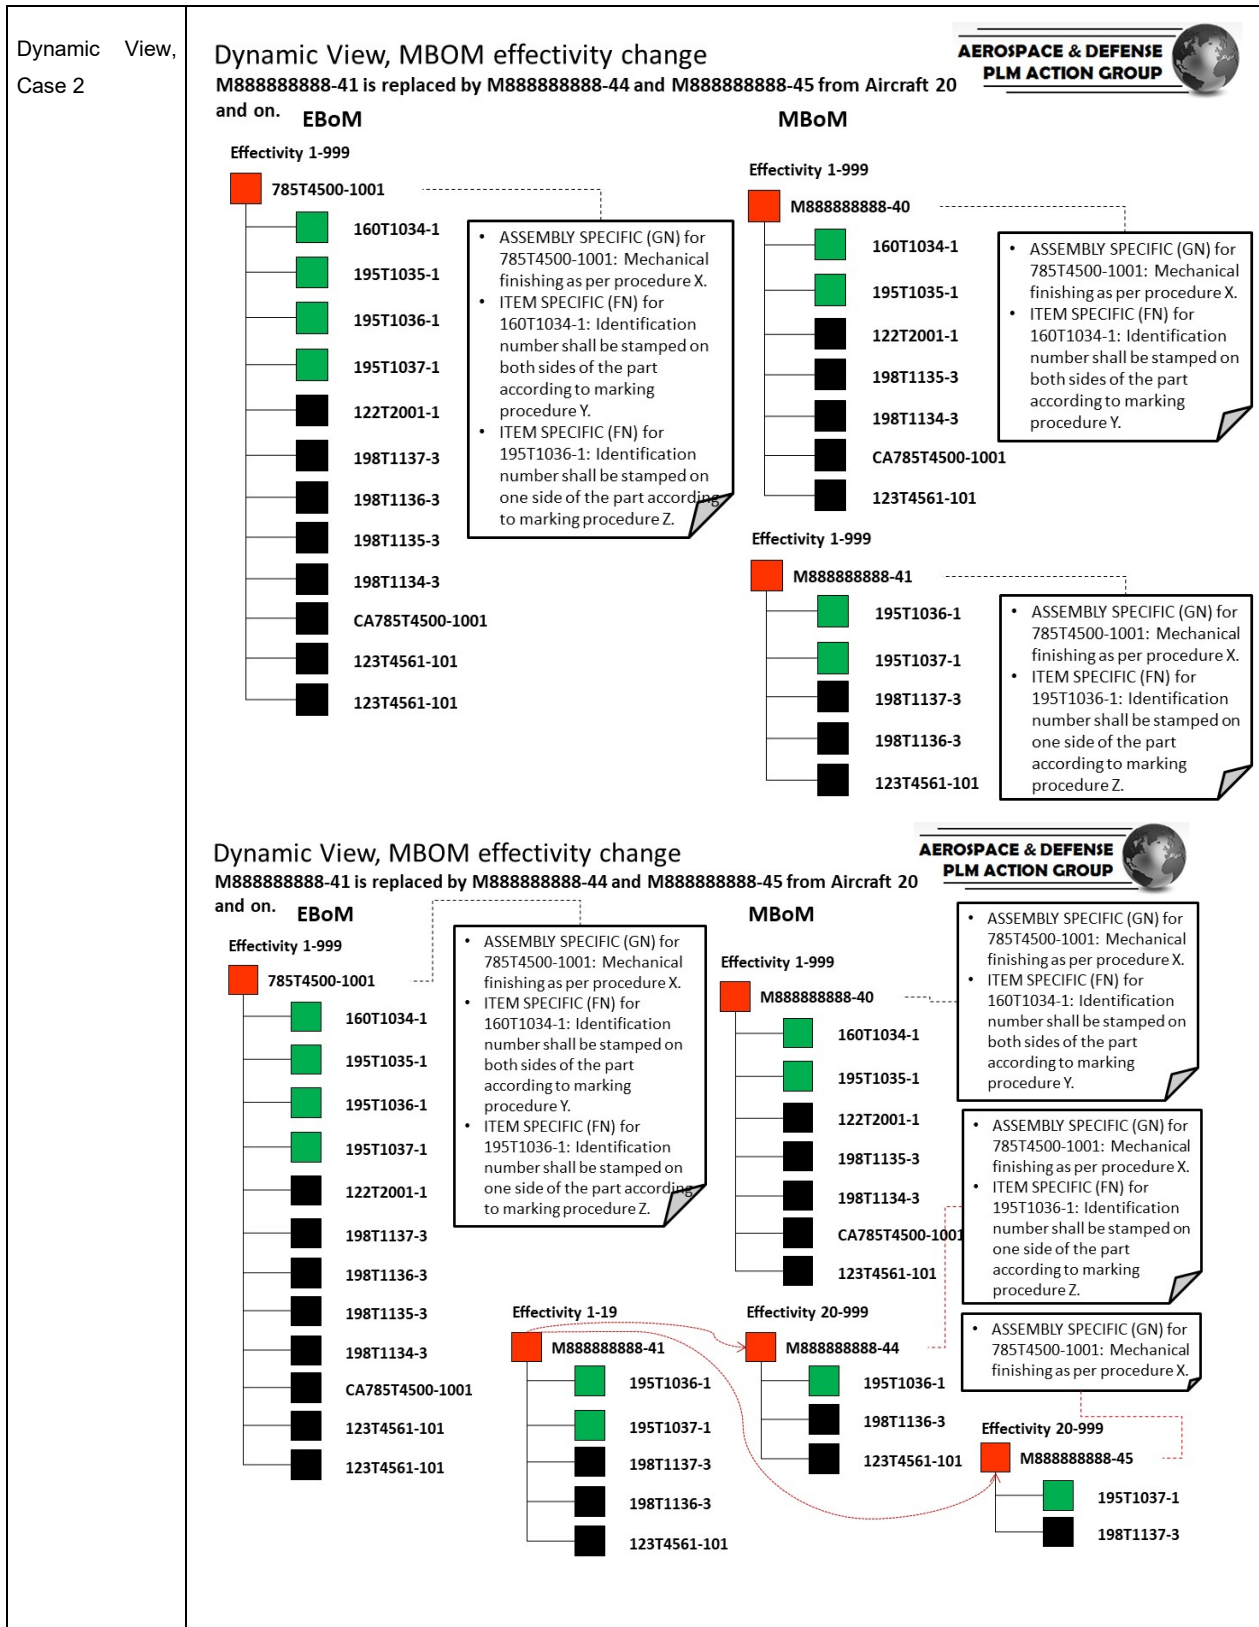 Dynamic View,
Case 2
Dynamic View, MBOM effectivity change
M888888888-41 is replaced by M888888888-44 and M888888888-45 from Aircraft 20
and on.
AEROSPACE & DEFENSE
PLM ACTION GROUP
EBoM
Effectivity 1-999
785T4500-1001
160T1034-1
195T1035-1
195T1036-1
195T1037-1
122T2001-1
198T1137-3
198T1136-3
198T1135-3
198T1134-3
CA785T4500-1001
123T4561-101
123T4561-101
• ASSEMBLY SPECIFIC (GN) for
785T4500-1001: Mechanical
finishing as per procedure X.
• ITEM SPECIFIC (FN) for
160T1034-1: Identification
number shall be stamped on
both sides of the part
according to marking
procedure Y.
• ITEM SPECIFIC (FN) for
195T1036-1: Identification
number shall be stamped on
one side of the part according
to marking procedure Z.
MBoM
Effectivity 1-999
M888888888-40
160T1034-1
195T1035-1
122T2001-1
198T1135-3
198T1134-3
CA785T4500-1001
123T4561-101
• ASSEMBLY SPECIFIC (GN) for
785T4500-1001: Mechanical
finishing as per procedure X.
• ITEM SPECIFIC (FN) for
160T1034-1: Identification
number shall be stamped on
both sides of the part
according to marking
procedure Y.
Effectivity 1-999
M888888888-41
195T1036-1
195T1037-1
198T1137-3
198T1136-3
123T4561-101
• ASSEMBLY SPECIFIC (GN) for
785T4500-1001: Mechanical
finishing as per procedure X.
• ITEM SPECIFIC (FN) for
195T1036-1: Identification
number shall be stamped on
one side of the part
according to marking
procedure Z.
Dynamic View, MBOM effectivity change
M888888888-41 is replaced by M888888888-44 and M888888888-45 from Aircraft 20
and on.
AEROSPACE & DEFENSE
PLM ACTION GROUP
EBoM
Effectivity 1-999
785T4500-1001
160T1034-1
195T1035-1
195T1036-1
195T1037-1
122T2001-1
198T1137-3
198T1136-3
198T1135-3
198T1134-3
CA785T4500-1001
123T4561-101
123T4561-101
• ASSEMBLY SPECIFIC (GN) for
785T4500-1001: Mechanical
finishing as per procedure X.
• ITEM SPECIFIC (FN) for
160T1034-1: Identification
number shall be stamped on
both sides of the part
according to marking
procedure Y.
• ITEM SPECIFIC (FN) for
195T1036-1: Identification
number shall be stamped on
one side of the part according
to marking procedure Z.
MBoM
Effectivity 1-999
M888888888-40
160T1034-1
195T1035-1
122T2001-1
198T1135-3
198T1134-3
CA785T4500-1001
123T4561-101
• ASSEMBLY SPECIFIC (GN) for
785T4500-1001: Mechanical
finishing as per procedure X.
• ITEM SPECIFIC (FN) for
160T1034-1: Identification
number shall be stamped on
both sides of the part
according to marking procedure
Y.
• ASSEMBLY SPECIFIC (GN) for
785T4500-1001: Mechanical
finishing as per procedure X.
• ITEM SPECIFIC (FN) for
195T1036-1: Identification
number shall be stamped on
one side of the part
according to marking
procedure Z.
• ASSEMBLY SPECIFIC (GN) for
785T4500-1001: Mechanical
finishing as per procedure X.
Effectivity 1-19
M888888888-41
195T1036-1
195T1037-1
198T1137-3
198T1136-3
123T4561-101
Effectivity 20-999
M888888888-44
195T1036-1
198T1136-3
123T4561-101
Effectivity 20-999
M888888888-45
195T1037-1
198T1137-3